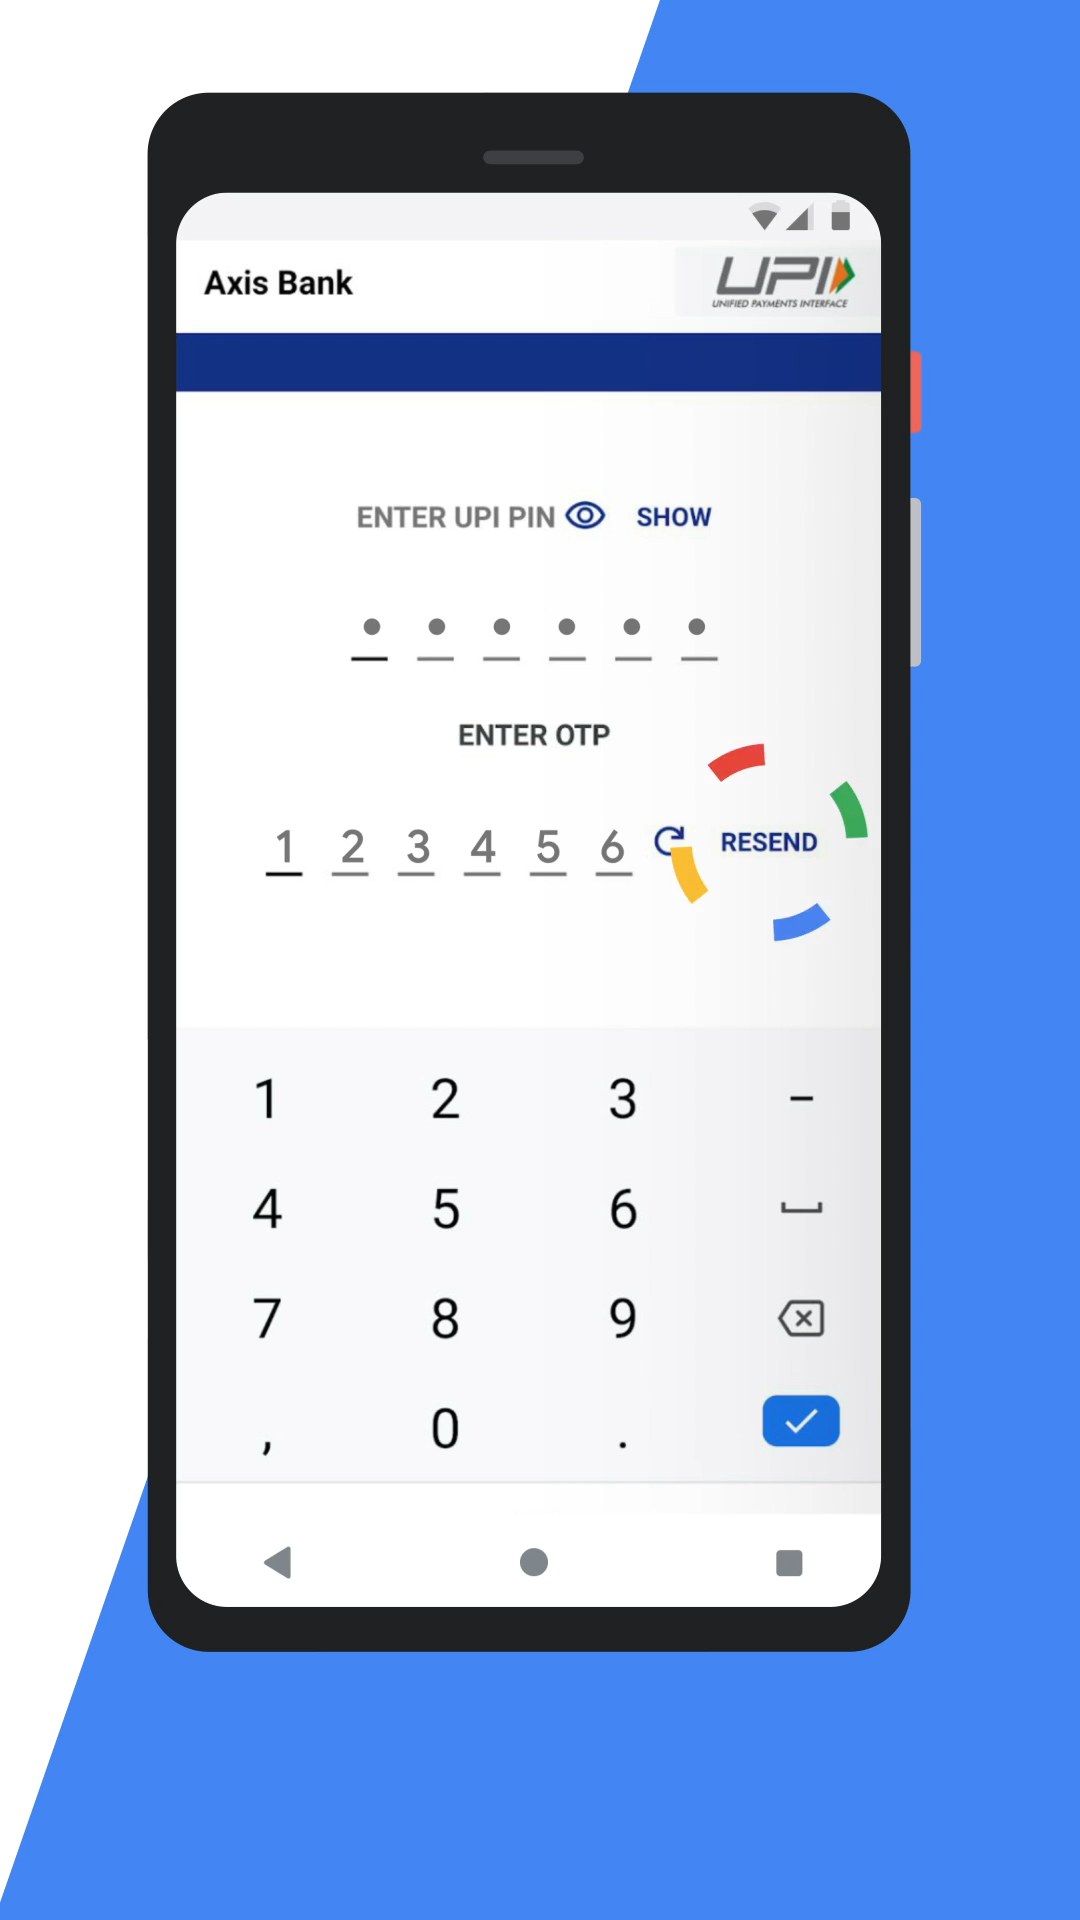 Axis Bank
UPI
UNIFIED PAYMENTS INTERFACE
ENTER UPI PIN SHOW
ENTER OTP
1 2 3 4 5 6 RESEND
1 2 3 -
4 5 6
7 8 9
, 0 .